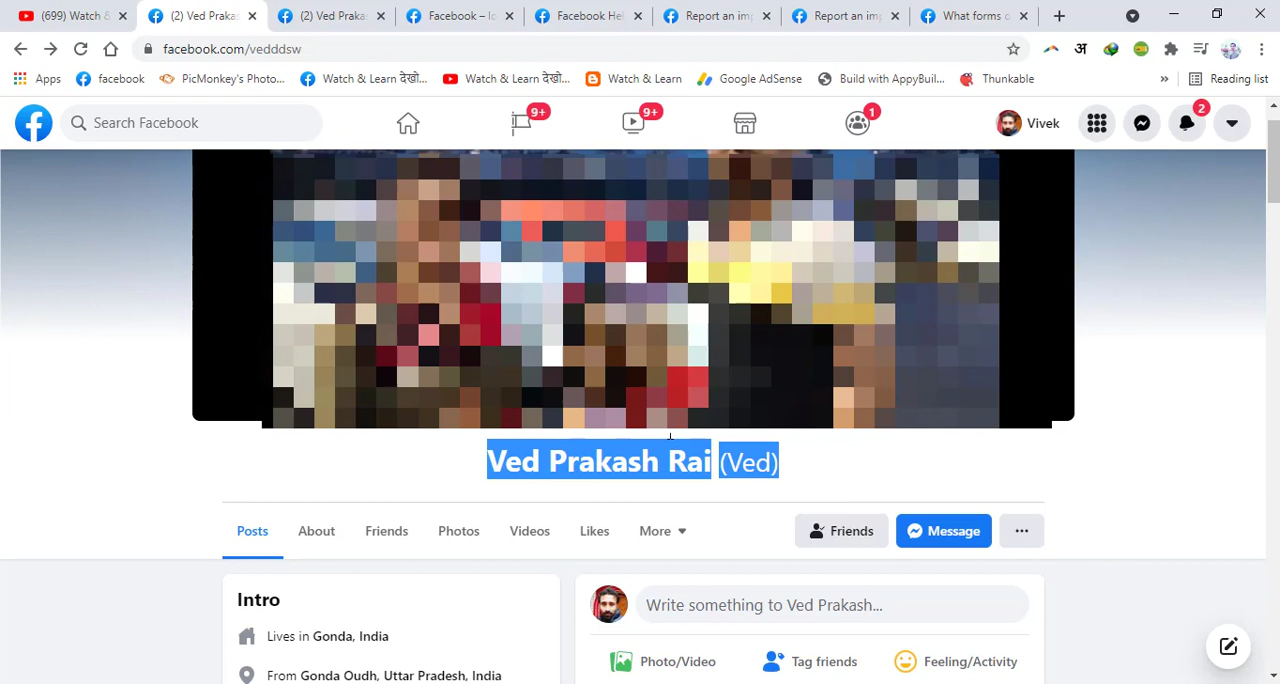 (699) Watch &
(2) Ved Prakas
(2) Ved Praka
Facebook – lo
Facebook Hel
Report an imp
Report an imp
What forms o
facebook.com/vedddsw
अ
Apps
facebook
PicMonkey's Photo...
Watch & Learn देखो...
Watch & Learn देखो...
Watch & Learn
Google AdSense
Build with AppyBuil...
Thunkable
»
Reading list
Search Facebook
9+
9+
1
Vivek
2
Ved Prakash Rai (Ved)
Posts
About
Friends
Photos
Videos
Likes
More
Friends
Message
Intro
Lives in Gonda, India
From Gonda Oudh, Uttar Pradesh, India
Write something to Ved Prakash...
Photo/Video
Tag friends
Feeling/Activity